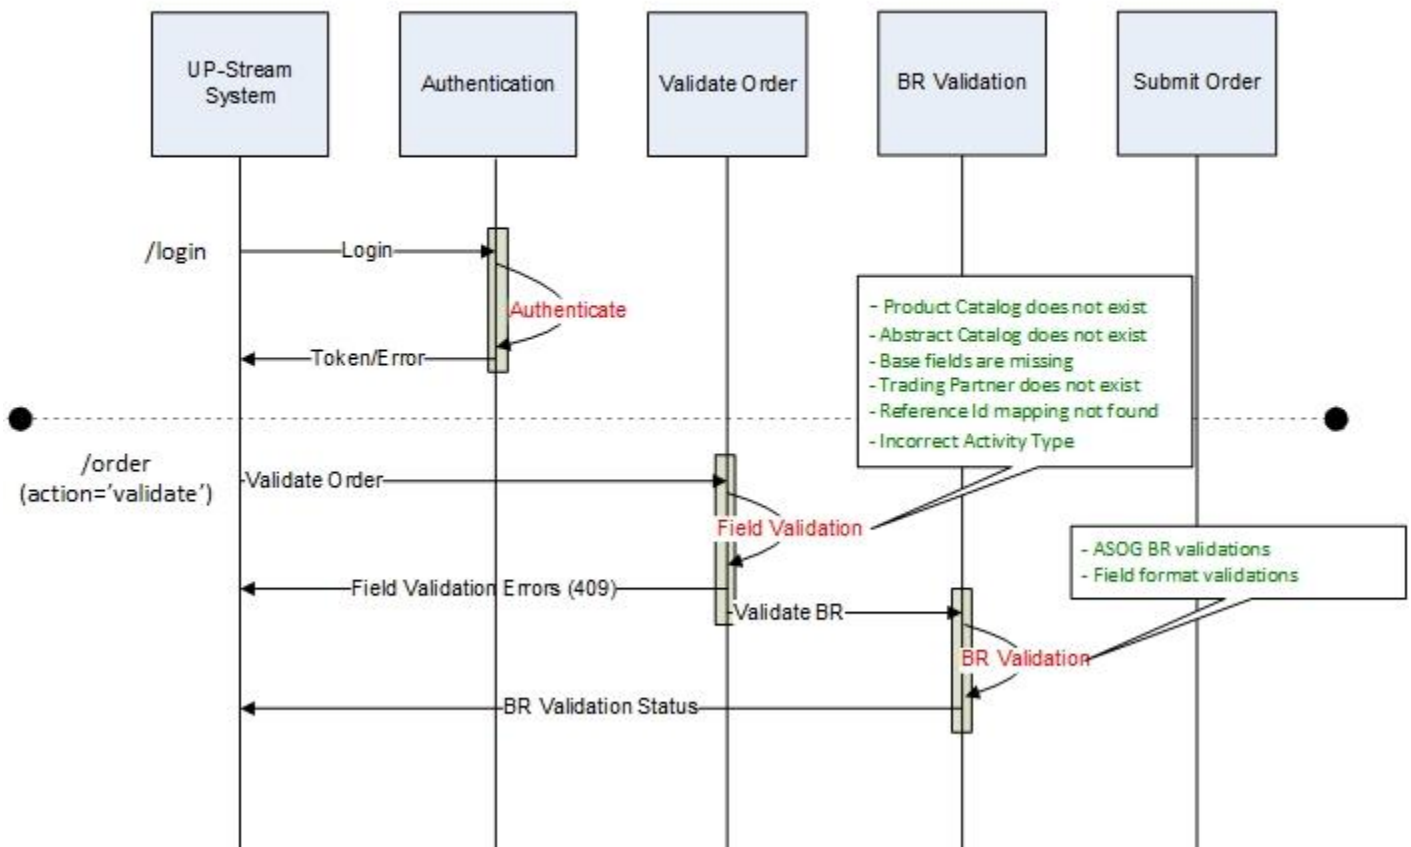 UP-Stream
System
Authentication
Validate Order
BR Validation
Submit Order
/login
Login
Authenticate
Token/Error
- Product Catalog does not exist
- Abstract Catalog does not exist
- Base fields are missing
- Trading Partner does not exist
- Reference Id mapping not found
- Incorrect Activity Type
/order
(action='validate')
Validate Order
Field Validation
- ASOG BR validations
- Field format validations
Field Validation Errors (409)
Validate BR
BR Validation
BR Validation Status